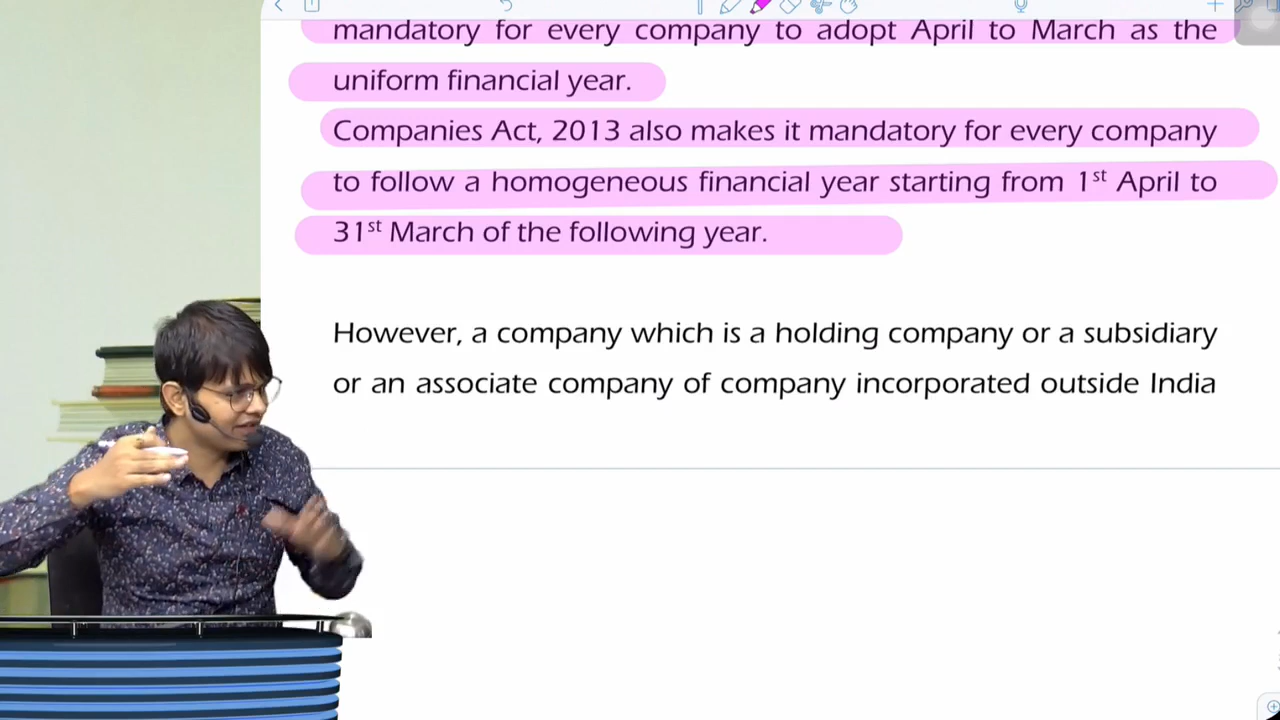 mandatory for every company to adopt April to March as the
uniform financial year.
Companies Act, 2013 also makes it mandatory for every company
to follow a homogeneous financial year starting from 1st April to
31st March of the following year.
However, a company which is a holding company or a subsidiary
or an associate company of company incorporated outside India